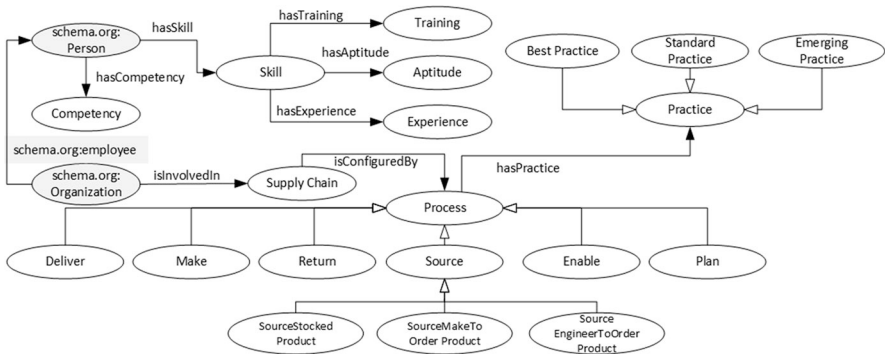 schema.org:
Person
hasSkill
hasTraining
Training
hasAptitude
Skill
Aptitude
hasCompetency
Competency
hasExperience
Experience
Best Practice
Standard
Practice
Emerging
Practice
Practice
schema.org:employee
schema.org:
Organization
isInvolvedIn
Supply Chain
isConfiguredBy
hasPractice
Process
Deliver
Make
Return
Source
Enable
Plan
SourceStocked
Product
SourceMakeTo
Order Product
Source
EngineerToOrder
Product